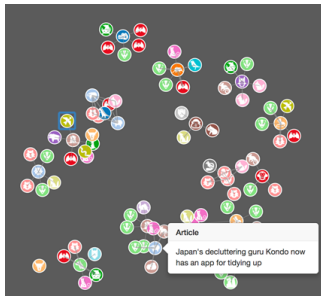 Article
Japan's decluttering guru Kondo now
has an app for tidying up